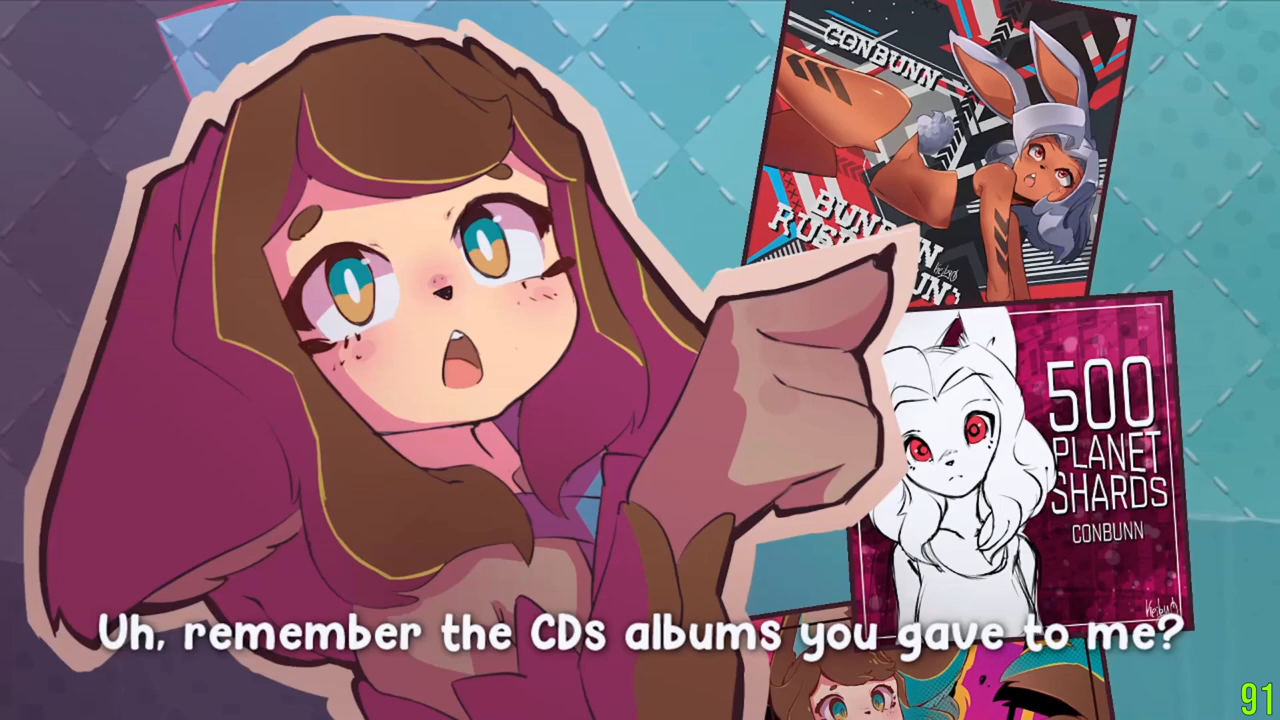 CONBUNN
500
PLANET
SHARDS
CONBUNN
Uh, remember the CDs albums you gave to me?
91